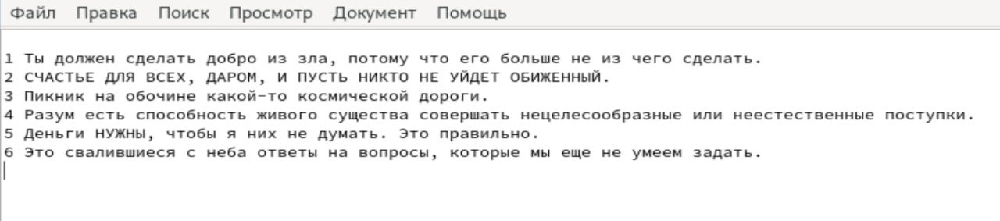 Файл Правка Поиск Просмотр Документ Помощь
1 Ты должен сделать добро из зла, потому что его больше не из чего сделать.
2 СЧАСТЬЕ ДЛЯ ВСЕХ, ДАРОМ, И ПУСТЬ НИКТО НЕ УЙДЕТ ОБИЖЕННЫЙ.
3 Пикник на обочине какой-то космической дороги.
4 Разум есть способность живого существа совершать нецелесообразные или неестественные поступки.
5 Деньги НУЖНЫ, чтобы я них не думать. Это правильно.
6 Это свалившиеся с неба ответы на вопросы, которые мы еще не умеем задать.